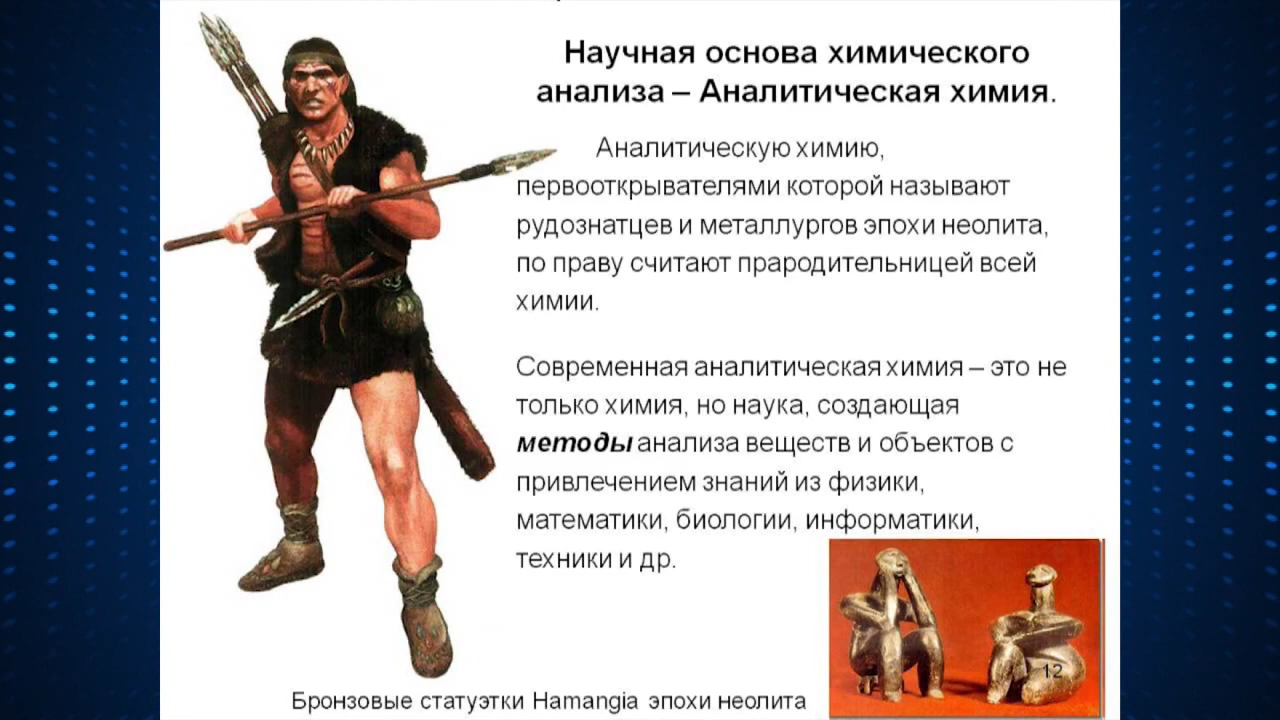 Научная основа химического
анализа – Аналитическая химия.
Аналитическую химию,
первооткрывателями которой называют
рудознатцев и металлургов эпохи неолита,
по праву считают прародительницей всей
химии.
Современная аналитическая химия – это не
только химия, но наука, создающая
методы анализа веществ и объектов с
привлечением знаний из физики,
математики, биологии, информатики,
техники и др.
12
Бронзовые статуэтки Hamangia эпохи неолита